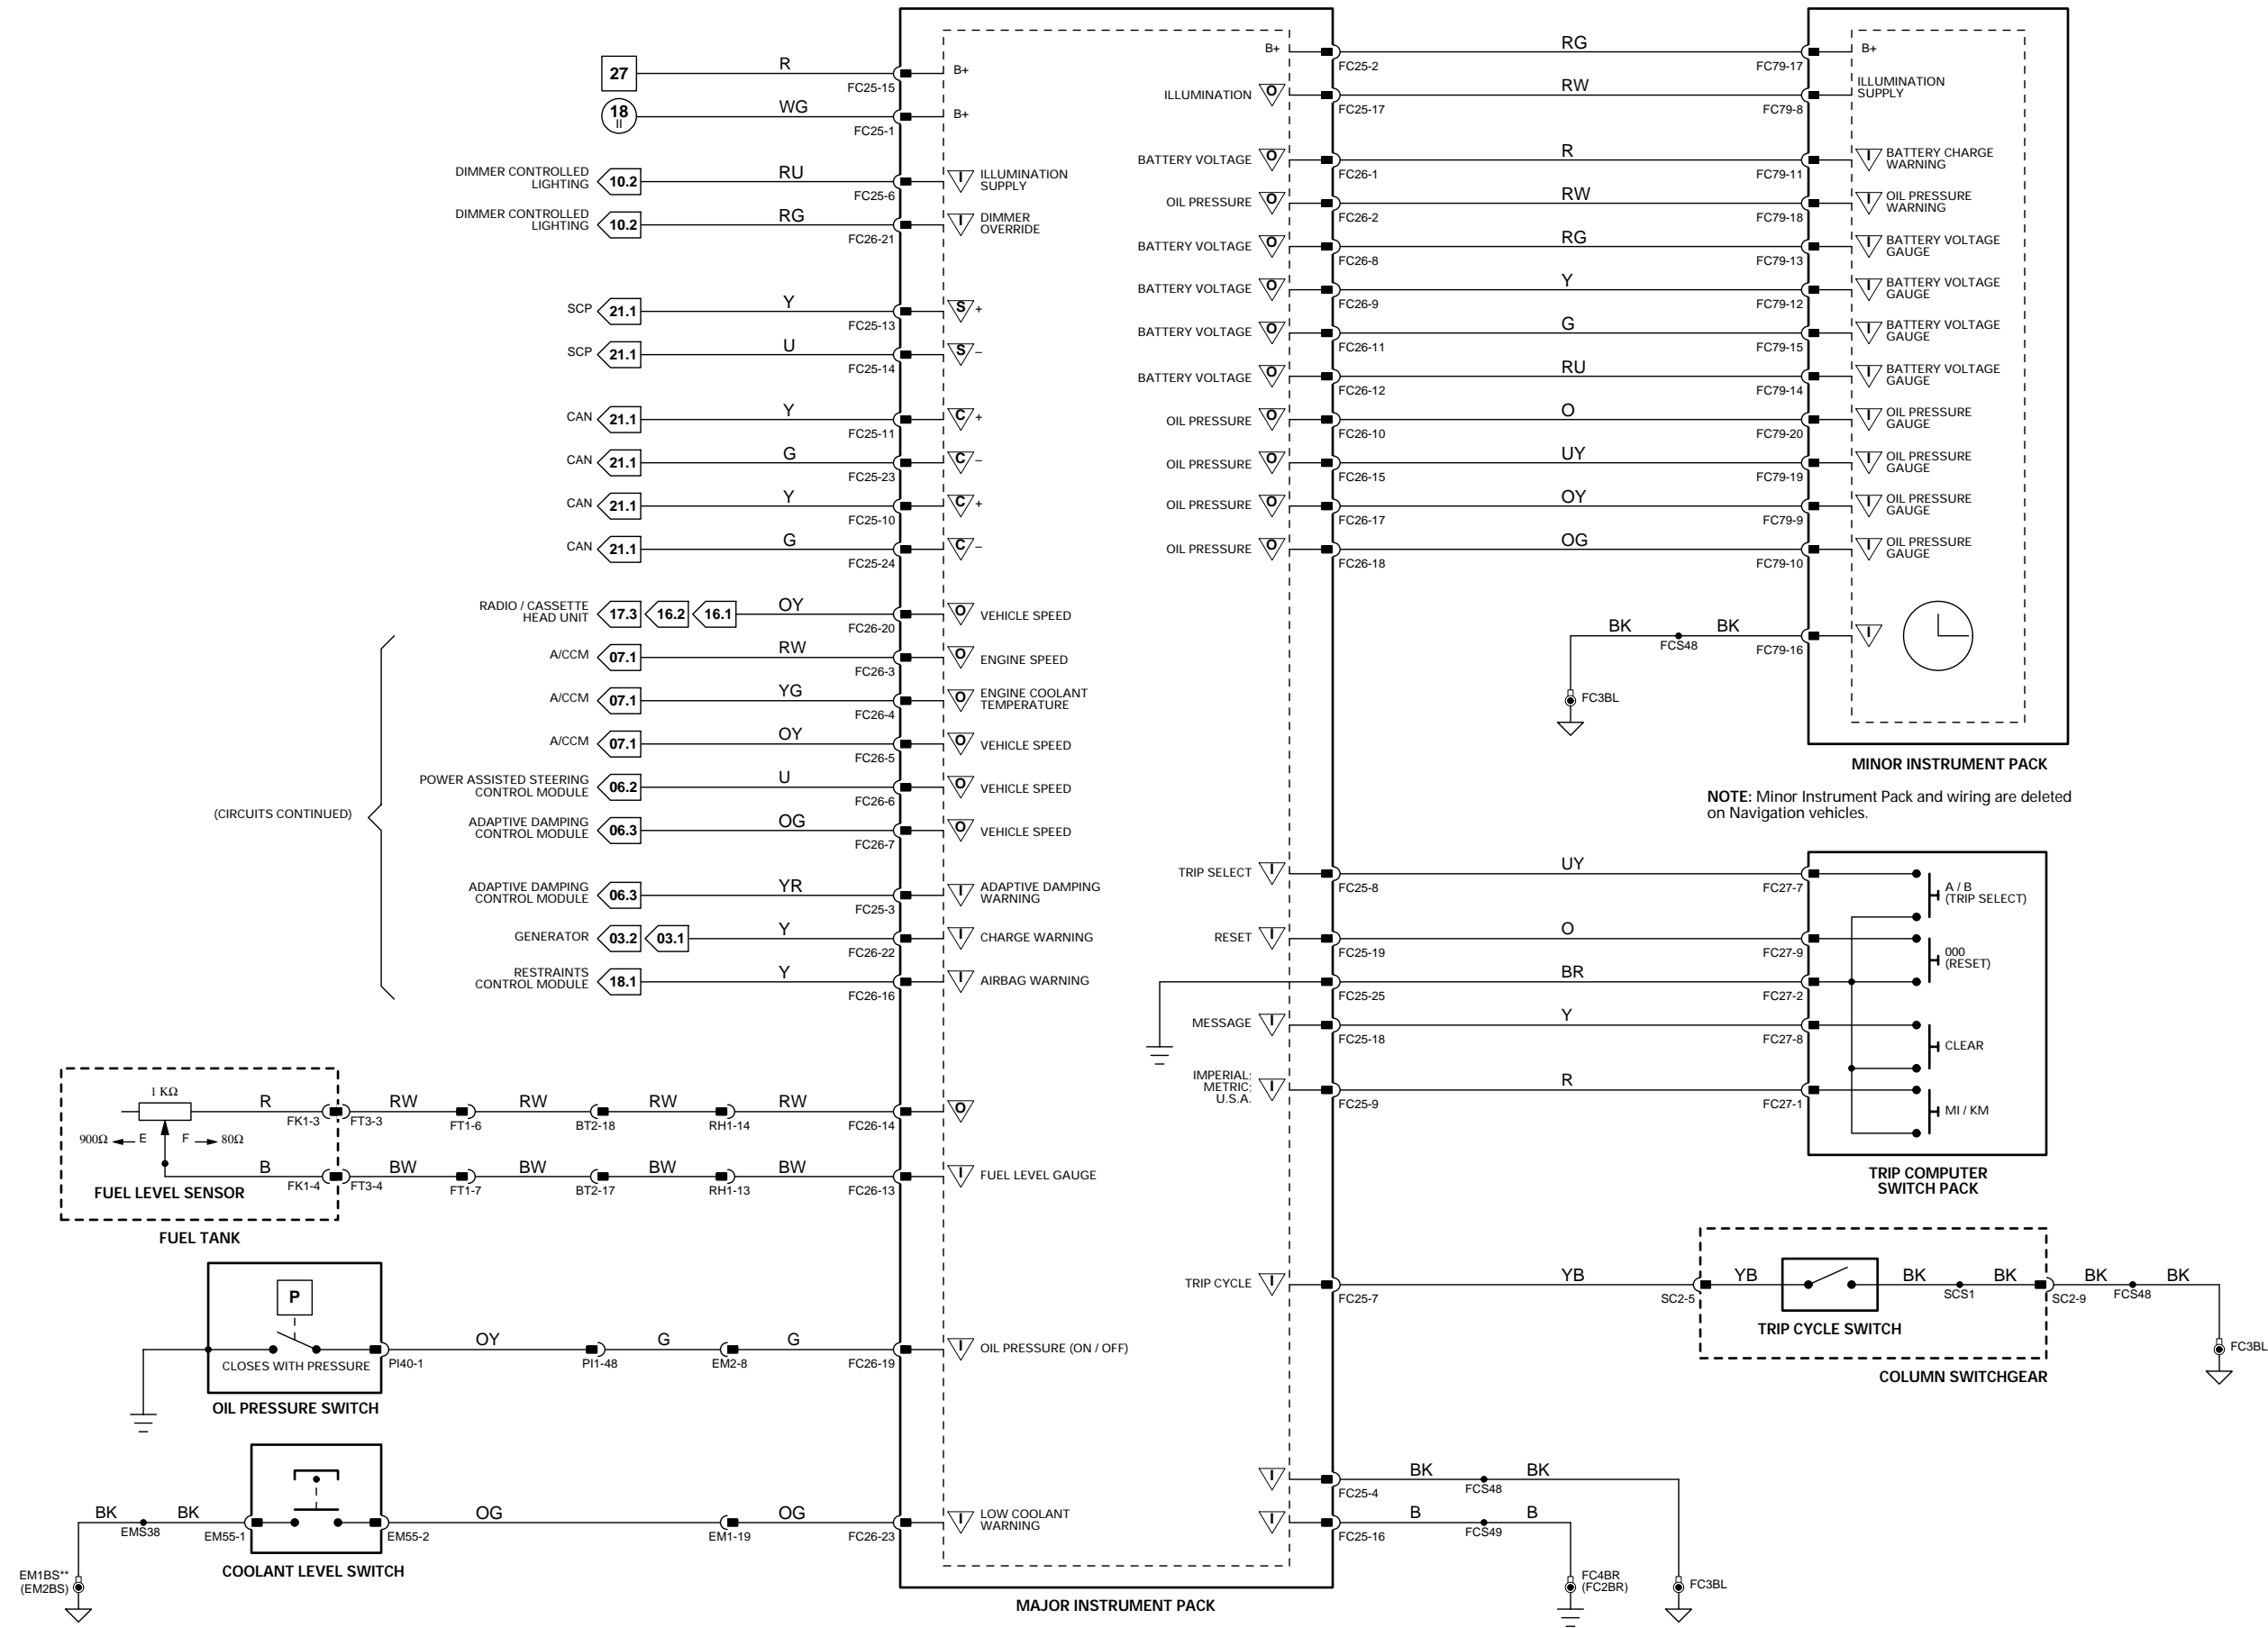 27
R
FC25-15
B+
18
II
WG
FC25-1
B+
DIMMER CONTROLLED
LIGHTING
10.2
RU
FC25-6
I
ILLUMINATION
SUPPLY
DIMMER CONTROLLED
LIGHTING
10.2
RG
FC26-21
I
DIMMER
OVERRIDE
SCP
21.1
Y
FC25-13
S
+
SCP
21.1
U
FC25-14
S
–
CAN
21.1
Y
FC25-11
C
+
CAN
21.1
G
FC25-23
C
–
CAN
21.1
Y
FC25-10
C
+
CAN
21.1
G
FC25-24
C
–
RADIO / CASSETTE
HEAD UNIT
17.3
16.2
16.1
OY
FC26-20
O
VEHICLE SPEED
(CIRCUITS CONTINUED)
A/CCM
07.1
RW
FC26-3
O
ENGINE SPEED
A/CCM
07.1
YG
FC26-4
O
ENGINE COOLANT
TEMPERATURE
A/CCM
07.1
OY
FC26-5
O
VEHICLE SPEED
POWER ASSISTED STEERING
CONTROL MODULE
06.2
U
FC26-6
O
VEHICLE SPEED
ADAPTIVE DAMPING
CONTROL MODULE
06.3
OG
FC26-7
O
VEHICLE SPEED
ADAPTIVE DAMPING
CONTROL MODULE
06.3
YR
FC25-3
I
ADAPTIVE DAMPING
WARNING
GENERATOR
03.2
03.1
Y
FC26-22
I
CHARGE WARNING
RESTRAINTS
CONTROL MODULE
18.1
Y
FC26-16
I
AIRBAG WARNING
1 KΩ
900Ω
E
F
80Ω
R
FK1-3
FT3-3
RW
FT1-6
RW
BT2-18
RW
RH1-14
RW
FC26-14
O
B
FK1-4
FT3-4
BW
FT1-7
BW
BT2-17
BW
RH1-13
BW
FC26-13
I
FUEL LEVEL GAUGE
FUEL LEVEL SENSOR
FUEL TANK
P
CLOSES WITH PRESSURE
PI40-1
OY
PI1-48
G
EM2-8
G
FC26-19
I
OIL PRESSURE (ON / OFF)
OIL PRESSURE SWITCH
BK
EMS38
BK
EM55-1
EM55-2
OG
EM1-19
OG
FC26-23
I
LOW COOLANT
WARNING
EM1BS**
(EM2BS)
COOLANT LEVEL SWITCH
B+
FC25-2
RG
FC79-17
B+
ILLUMINATION
O
FC25-17
RW
FC79-8
ILLUMINATION
SUPPLY
BATTERY VOLTAGE
O
FC26-1
R
FC79-11
I
BATTERY CHARGE
WARNING
OIL PRESSURE
O
FC26-2
RW
FC79-18
I
OIL PRESSURE
WARNING
BATTERY VOLTAGE
O
FC26-8
RG
FC79-13
I
BATTERY VOLTAGE
GAUGE
BATTERY VOLTAGE
O
FC26-9
Y
FC79-12
I
BATTERY VOLTAGE
GAUGE
BATTERY VOLTAGE
O
FC26-11
G
FC79-15
I
BATTERY VOLTAGE
GAUGE
BATTERY VOLTAGE
O
FC26-12
RU
FC79-14
I
BATTERY VOLTAGE
GAUGE
OIL PRESSURE
O
FC26-10
O
FC79-20
I
OIL PRESSURE
GAUGE
OIL PRESSURE
O
FC26-15
UY
FC79-19
I
OIL PRESSURE
GAUGE
OIL PRESSURE
O
FC26-17
OY
FC79-9
I
OIL PRESSURE
GAUGE
OIL PRESSURE
O
FC26-18
OG
FC79-10
I
OIL PRESSURE
GAUGE
BK
FCS48
BK
FC79-16
I
FC3BL
MINOR INSTRUMENT PACK
NOTE: Minor Instrument Pack and wiring are deleted
on Navigation vehicles.
TRIP SELECT
I
FC25-8
UY
FC27-7
A / B
(TRIP SELECT)
RESET
I
FC25-19
O
FC27-9
000
(RESET)
FC25-25
BR
FC27-2
MESSAGE
I
FC25-18
Y
FC27-8
CLEAR
IMPERIAL;
METRIC;
U.S.A.
I
FC25-9
R
FC27-1
MI / KM
TRIP COMPUTER
SWITCH PACK
TRIP CYCLE
I
FC25-7
YB
SC2-5
YB
BK
SCS1
BK
SC2-9
BK
FCS48
BK
FC3BL
TRIP CYCLE SWITCH
COLUMN SWITCHGEAR
I
FC25-4
BK
FCS48
BK
I
FC25-16
B
FCS49
B
FC4BR
(FC2BR)
FC3BL
MAJOR INSTRUMENT PACK